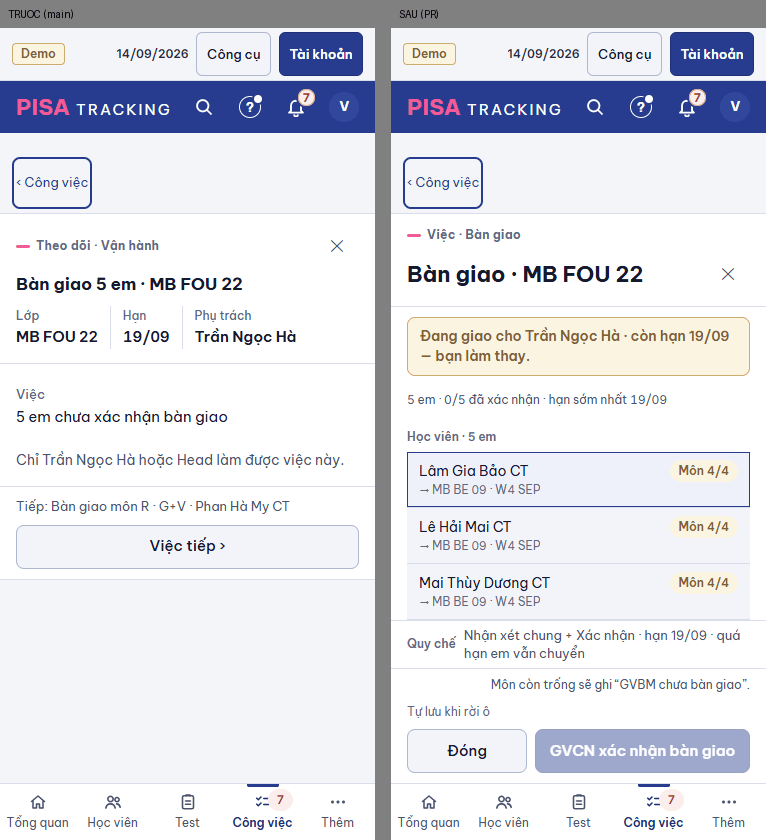 TRUOC (main)
Demo
14/09/2026
Công cụ
Tài khoản
PISA TRACKING
?
7
V
‹ Công việc
Theo dõi · Vận hành
Bàn giao 5 em · MB FOU 22
Lớp
MB FOU 22
Hạn
19/09
Phụ trách
Trần Ngọc Hà
Việc
5 em chưa xác nhận bàn giao
Chỉ Trần Ngọc Hà hoặc Head làm được việc này.
Tiếp: Bàn giao môn R · G+V · Phan Hà My CT
Việc tiếp ›
Tổng quan
Học viên
Test
7
Công việc
Thêm
SAU (PR)
Demo
14/09/2026
Công cụ
Tài khoản
PISA TRACKING
?
7
V
‹ Công việc
Việc · Bàn giao
Bàn giao · MB FOU 22
Đang giao cho Trần Ngọc Hà · còn hạn 19/09
— bạn làm thay.
5 em · 0/5 đã xác nhận · hạn sớm nhất 19/09
Học viên · 5 em
Lâm Gia Bảo CT
Môn 4/4
→ MB BE 09 · W4 SEP
Lê Hải Mai CT
Môn 4/4
→ MB BE 09 · W4 SEP
Mai Thùy Dương CT
Môn 4/4
→ MB BE 09 · W4 SEP
Quy chế
Nhận xét chung + Xác nhận · hạn 19/09 · quá
hạn em vẫn chuyển
Môn còn trống sẽ ghi “GVBM chưa bàn giao”.
Tự lưu khi rời ô
Đóng
GVCN xác nhận bàn giao
Tổng quan
Học viên
Test
7
Công việc
Thêm